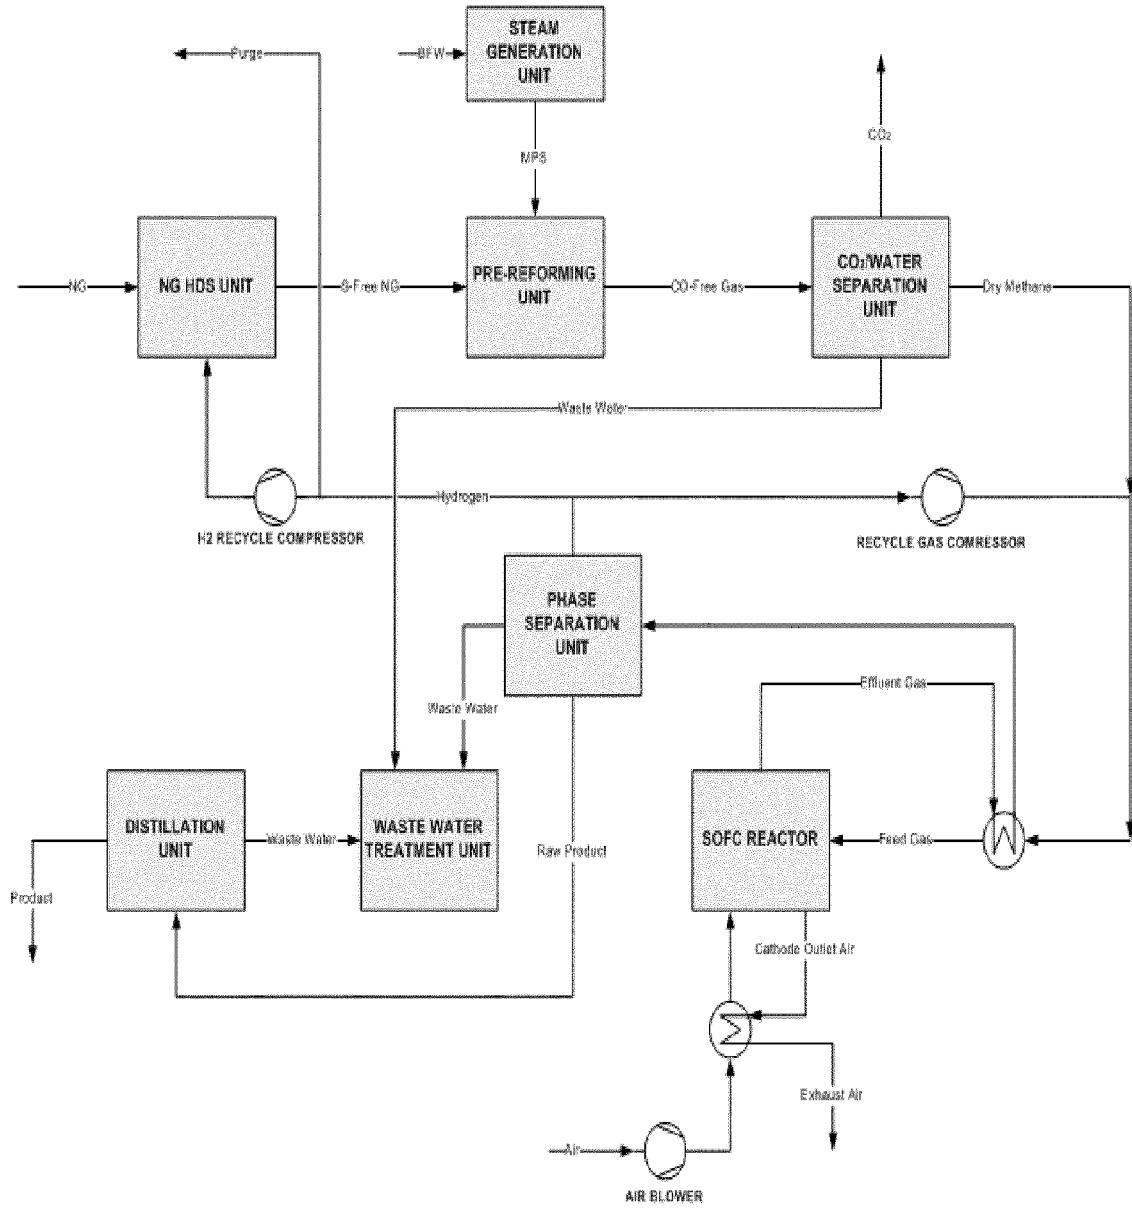 STEAM
GENERATION
UNIT
Purge
BFW
CO₂
MPS
NG HDS UNIT
PRE-REFORMING
UNIT
CO₂/WATER
SEPARATION
UNIT
NG
S-Free NG
CO-Free Gas
Dry Methane
Waste Water
Hydrogen
H2 RECYCLE COMPRESSOR
RECYCLE GAS COMRESSOR
PHASE
SEPARATION
UNIT
Effluent Gas
Waste Water
DISTILLATION
UNIT
Waste Water
WASTE WATER
TREATMENT UNIT
Raw Product
SOFC REACTOR
Feed Gas
Product
Cathode Outlet Air
Exhaust Air
Air
AIR BLOWER